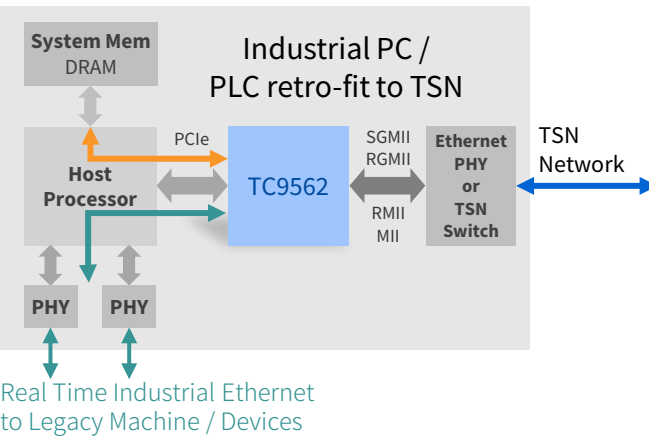 System Mem
DRAM
Industrial PC /
PLC retro-fit to TSN
PCIe
Host
Processor
TC9562
SGMII
RGMII
RMII
MII
Ethernet
PHY
or
TSN
Switch
TSN
Network
PHY
PHY
Real Time Industrial Ethernet
to Legacy Machine / Devices